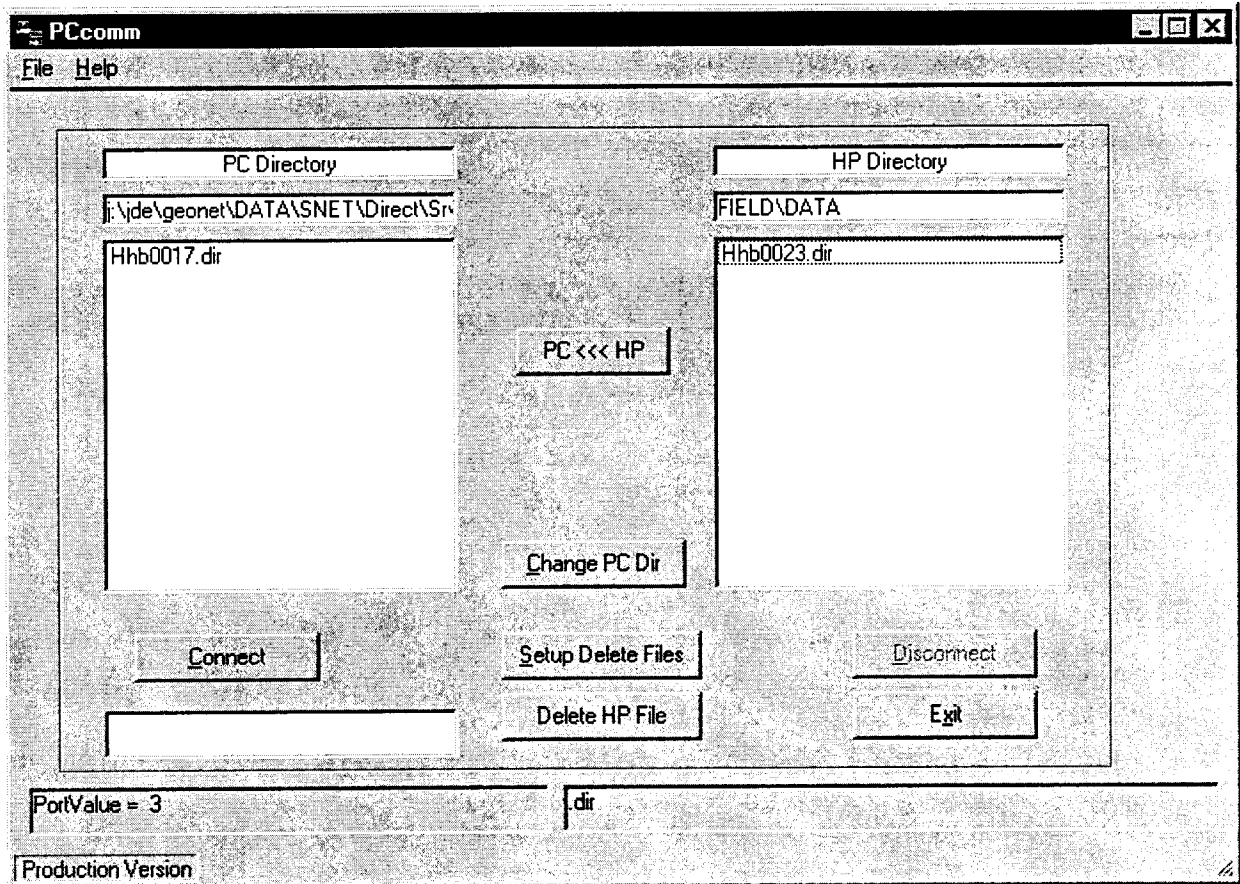 PCcomm
File Help
PC Directory
HP Directory
j:\jde\geonet\DATA\SNET\Direct\Srv
FIELD\DATA
Hhb0017.dir
Hhb0023.dir
PC <<< HP
Change PC Dir
Connect
Setup Delete Files
Disconnect
Delete HP File
Exit
PortValue = 3
.dir
Production Version